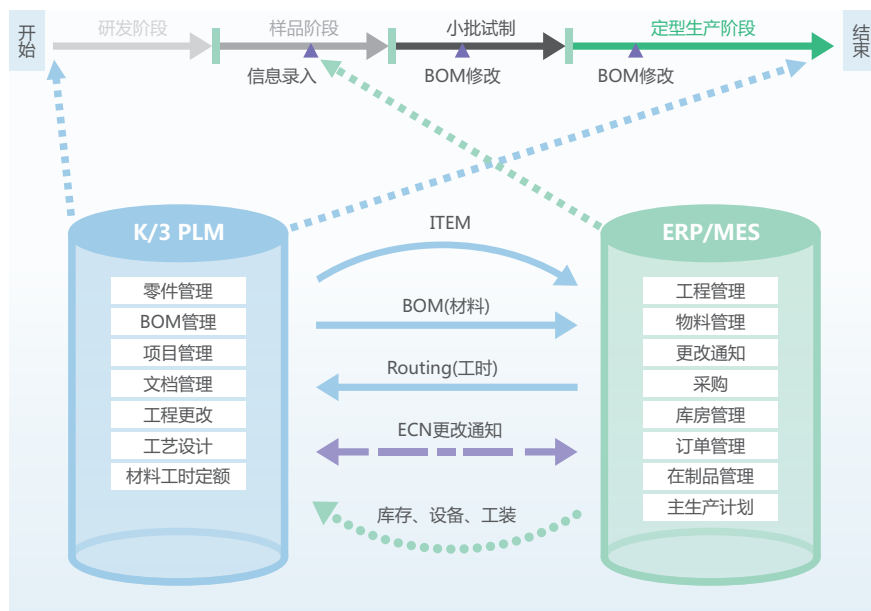 开始
研发阶段
样品阶段
小批试制
定型生产阶段
结束
信息录入
BOM修改
BOM修改
K/3 PLM
零件管理
BOM管理
项目管理
文档管理
工程更改
工艺设计
材料工时定额
ITEM
BOM(材料)
Routing(工时)
ECN更改通知
库存、设备、工装
ERP/MES
工程管理
物料管理
更改通知
采购
库房管理
订单管理
在制品管理
主生产计划